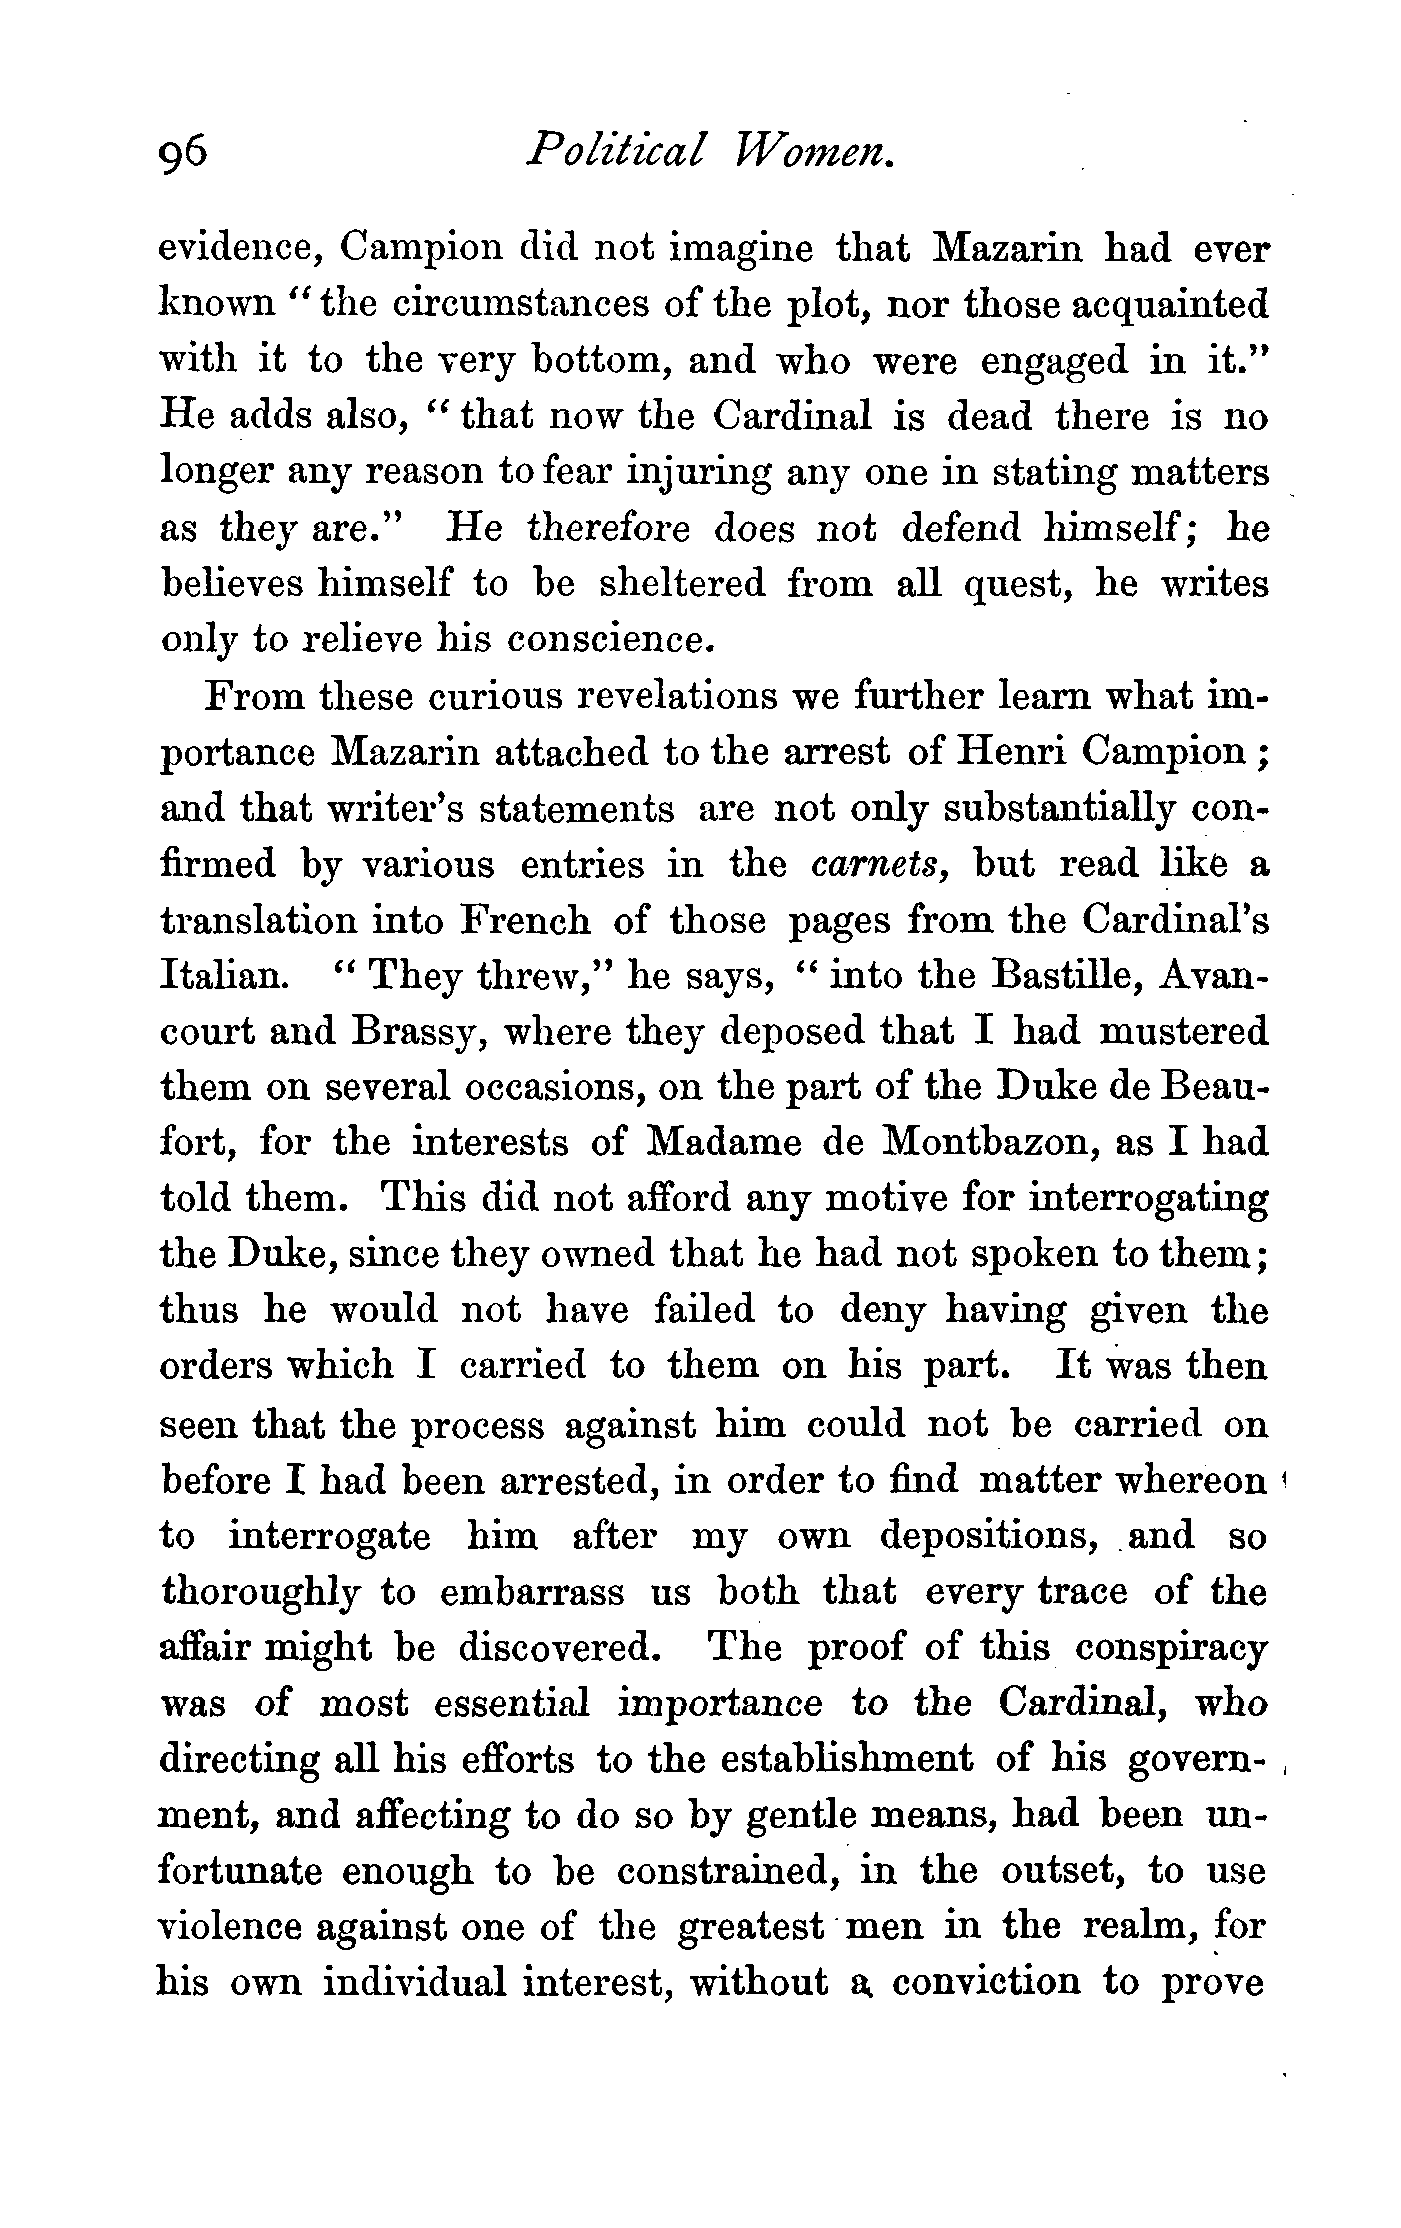 96 Political Women.
evidence, Campion did not imagine that Mazarin had ever
known "the circumstances of the plot, nor those acquainted
with it to the very bottom, and who were engaged in it."
He adds also, "that now the Cardinal is dead there is no
longer any reason to fear injuring any one in stating matters
as they are." He therefore does not defend himself; he
believes himself to be sheltered from all quest, he writes
only to relieve his conscience.
From these curious revelations we further learn what im-
portance Mazarin attached to the arrest of Henri Campion;
and that writer's statements are not only substantially con-
firmed by various entries in the carnets, but read like a
translation into French of those pages from the Cardinal's
Italian. "They threw," he says, "into the Bastille, Avan-
court and Brassy, where they deposed that I had mustered
them on several occasions, on the part of the Duke de Beau-
fort, for the interests of Madame de Montbazon, as I had
told them. This did not afford any motive for interrogating
the Duke, since they owned that he had not spoken to them;
thus he would not have failed to deny having given the
orders which I carried to them on his part. It was then
seen that the process against him could not be carried on
before I had been arrested, in order to find matter whereon
to interrogate him after my own depositions, and so
thoroughly to embarrass us both that every trace of the
affair might be discovered. The proof of this conspiracy
was of most essential importance to the Cardinal, who
directing all his efforts to the establishment of his govern-
ment, and affecting to do so by gentle means, had been un-
fortunate enough to be constrained, in the outset, to use
violence against one of the greatest men in the realm, for
his own individual interest, without a conviction to prove